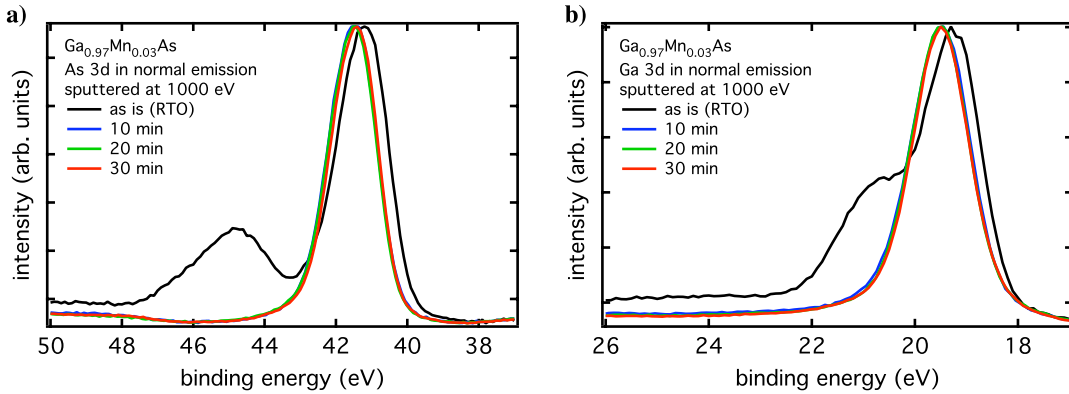 a)
Ga0.97Mn0.03As
As 3d in normal emission
sputtered at 1000 eV
as is (RTO)
10 min
20 min
30 min
intensity (arb. units)
50 48 46 44 42 40 38
binding energy (eV)
b)
Ga0.97Mn0.03As
Ga 3d in normal emission
sputtered at 1000 eV
as is (RTO)
10 min
20 min
30 min
intensity (arb. units)
26 24 22 20 18
binding energy (eV)